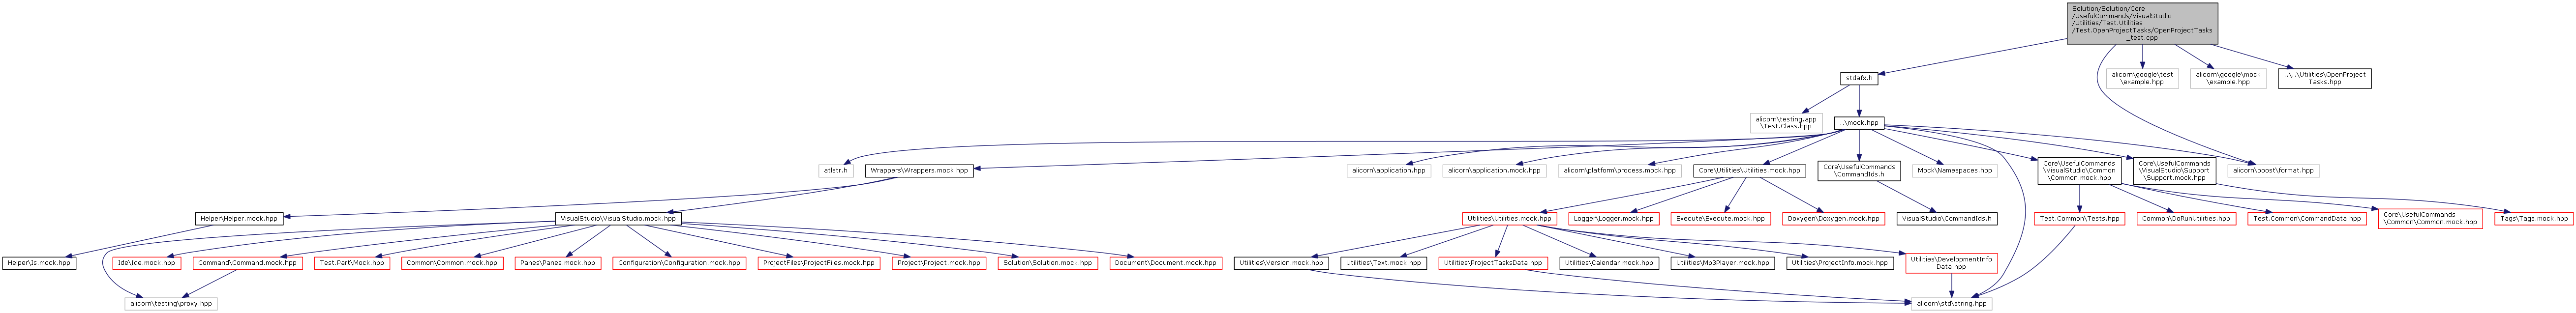 Solution/Solution/Core
/UsefulCommands/VisualStudio
/Utilities/Test.Utilities
/Test.OpenProjectTasks/OpenProjectTasks
_test.cpp
stdafx.h
alicorn\google\test
\example.hpp
alicorn\google\mock
\example.hpp
..\..\Utilities\OpenProject
Tasks.hpp
alicorn\testing.app
\Test.Class.hpp
..\mock.hpp
atlstr.h
Wrappers\Wrappers.mock.hpp
alicorn\application.hpp
alicorn\application.mock.hpp
alicorn\platform\process.mock.hpp
Core\Utilities\Utilities.mock.hpp
Core\UsefulCommands
\CommandIds.h
Mock\Namespaces.hpp
Core\UsefulCommands
\VisualStudio\Common
\Common.mock.hpp
Core\UsefulCommands
\VisualStudio\Support
\Support.mock.hpp
alicorn\boost\format.hpp
Helper\Helper.mock.hpp
VisualStudio\VisualStudio.mock.hpp
Utilities\Utilities.mock.hpp
Logger\Logger.mock.hpp
Execute\Execute.mock.hpp
Doxygen\Doxygen.mock.hpp
VisualStudio\CommandIds.h
Test.Common\Tests.hpp
Common\DoRunUtilities.hpp
Test.Common\CommandData.hpp
Core\UsefulCommands
\Common\Common.mock.hpp
Tags\Tags.mock.hpp
Helper\Is.mock.hpp
Ide\Ide.mock.hpp
Command\Command.mock.hpp
Test.Part\Mock.hpp
Common\Common.mock.hpp
Panes\Panes.mock.hpp
Configuration\Configuration.mock.hpp
ProjectFiles\ProjectFiles.mock.hpp
Project\Project.mock.hpp
Solution\Solution.mock.hpp
Document\Document.mock.hpp
Utilities\Version.mock.hpp
Utilities\Text.mock.hpp
Utilities\ProjectTasksData.hpp
Utilities\Calendar.mock.hpp
Utilities\Mp3Player.mock.hpp
Utilities\ProjectInfo.mock.hpp
Utilities\DevelopmentInfo
Data.hpp
alicorn\testing\proxy.hpp
alicorn\std\string.hpp